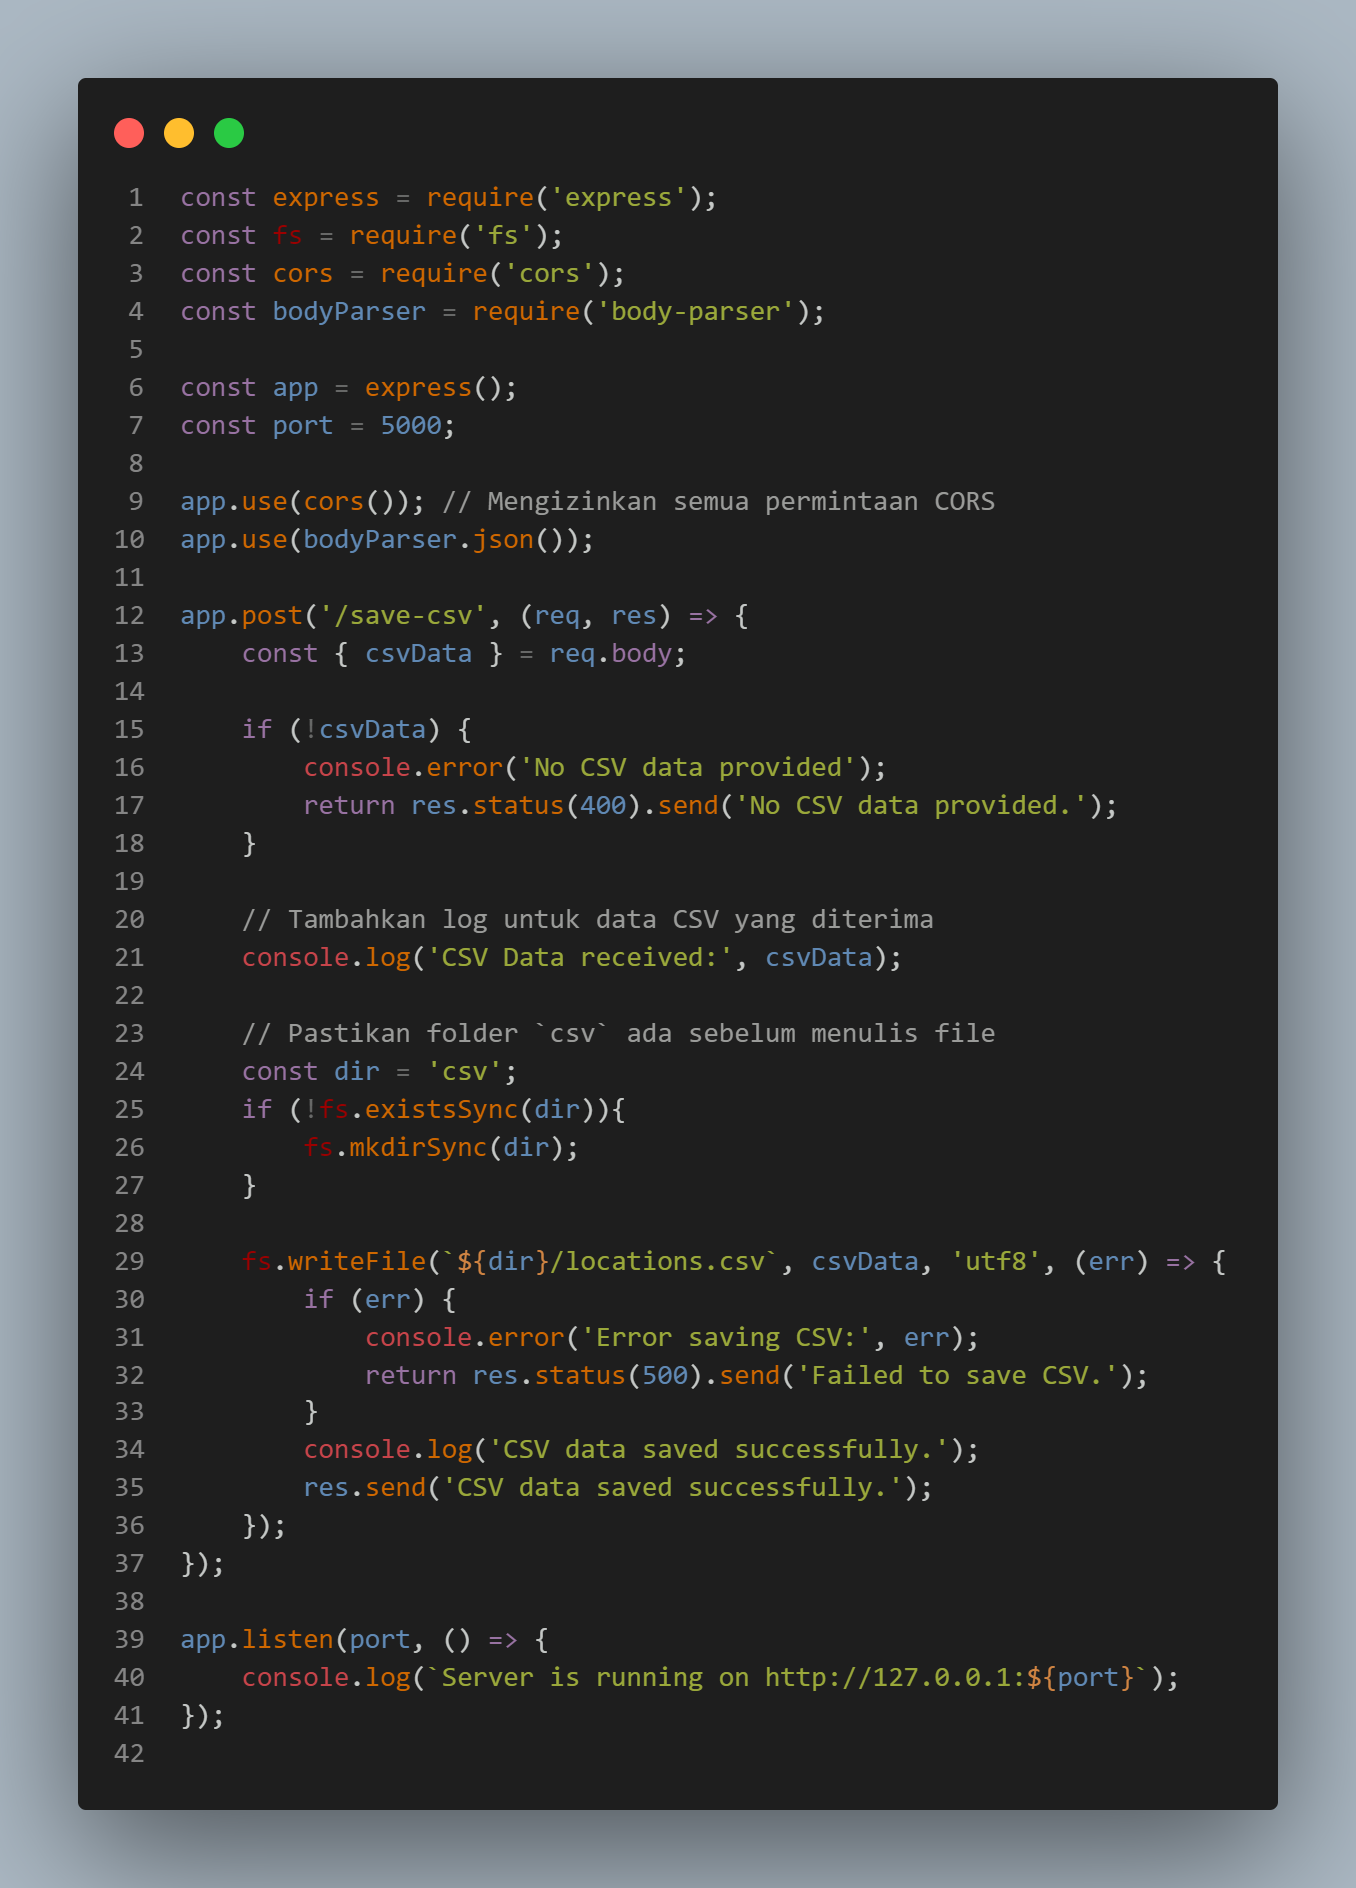 1 const express = require('express');
2 const fs = require('fs');
3 const cors = require('cors');
4 const bodyParser = require('body-parser');
5
6 const app = express();
7 const port = 5000;
8
9 app.use(cors()); // Mengizinkan semua permintaan CORS
10 app.use(bodyParser.json());
11
12 app.post('/save-csv', (req, res) => {
13     const { csvData } = req.body;
14
15     if (!csvData) {
16         console.error('No CSV data provided');
17         return res.status(400).send('No CSV data provided.');
18     }
19
20     // Tambahkan log untuk data CSV yang diterima
21     console.log('CSV Data received:', csvData);
22
23     // Pastikan folder `csv` ada sebelum menulis file
24     const dir = 'csv';
25     if (!fs.existsSync(dir)){
26         fs.mkdirSync(dir);
27     }
28
29     fs.writeFile(`${dir}/locations.csv`, csvData, 'utf8', (err) => {
30         if (err) {
31             console.error('Error saving CSV:', err);
32             return res.status(500).send('Failed to save CSV.');
33         }
34         console.log('CSV data saved successfully.');
35         res.send('CSV data saved successfully.');
36     });
37 });
38
39 app.listen(port, () => {
40     console.log(`Server is running on http://127.0.0.1:${port}`);
41 });
42